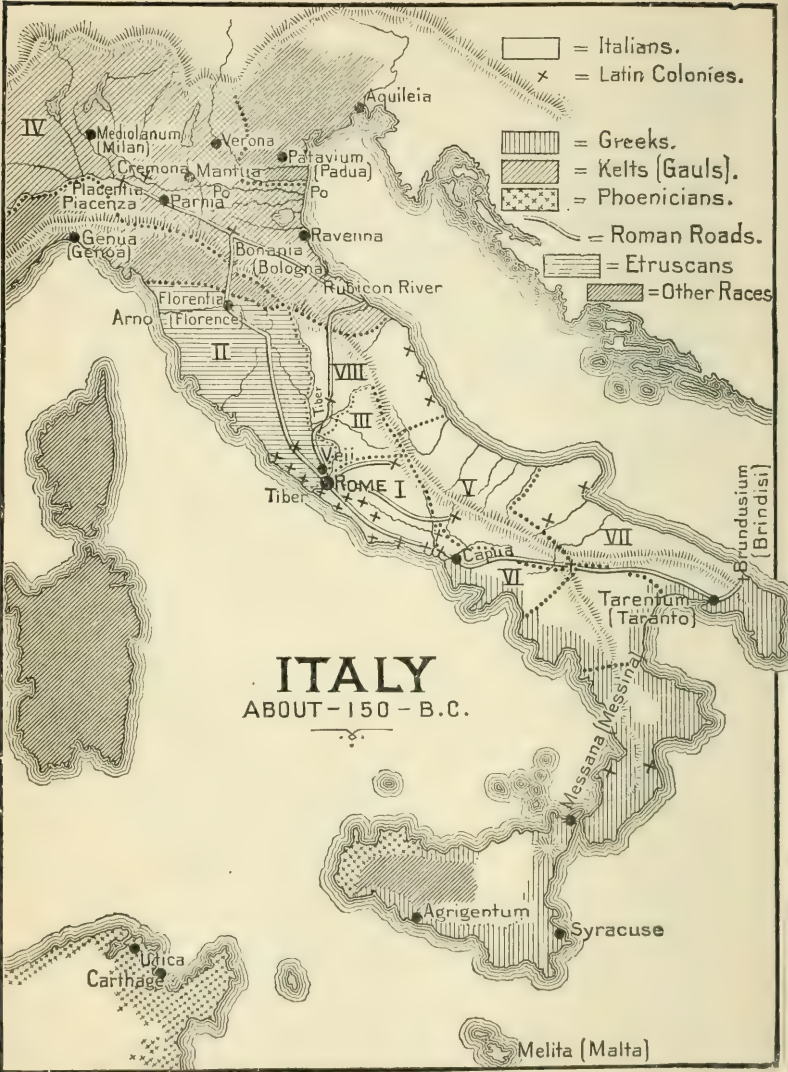 = Italians.
= Latin Colonies.
= Greeks.
= Kelts (Gauls).
= Phoenicians.
= Roman Roads.
= Etruscans
= Other Races
Aquileia
IV
Mediolanum
(Milan)
Verona
Patavium
(Padua)
Cremona
Mantua
Po
Po
Placentia
Piacenza
Parma
Genua
(Genoa)
Ravenna
Bonania
(Bologna)
Rubicon River
Florentia
(Florence)
Arno
II
VIII
Tiber
III
Veii
ROME
I
Tiber
V
Capua
VI
VII
Brundusium
(Brindisi)
Tarentum
(Taranto)
ITALY
ABOUT - 150 - B.C.
Messana (Messina)
Agrigentum
Syracuse
Utica
Carthage
Melita (Malta)